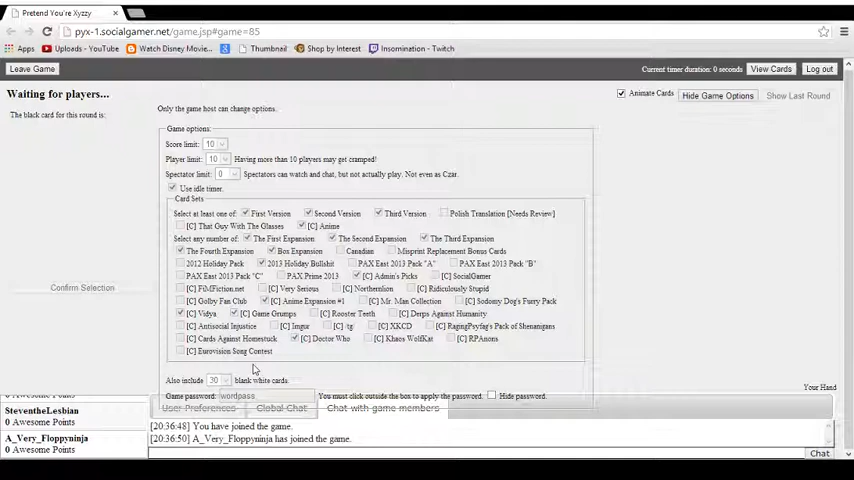 Pretend You're Xyzzy
pyx-1.socialgamer.net/game.jsp#game=85
Apps Uploads - YouTube Watch Disney Movie... Thumbnail Shop by Interest Insomination - Twitch
Leave Game Current timer duration: 0 seconds View Cards Log out
Waiting for players... Animate Cards Hide Game Options Show Last Round
The black card for this round is: Only the game host can change options.
Game options:
Score limit: 10
Player limit: 10 Having more than 10 players may get cramped!
Spectator limit: 0 Spectators can watch and chat, but not actually play. Not even as Czar.
Use idle timer.
Card Sets
Select at least one of: First Version Second Version Third Version Polish Translation [Needs Review]
[C] That Guy With The Glasses [C] Anime
Select any number of: The First Expansion The Second Expansion The Third Expansion
The Fourth Expansion Box Expansion Canadian Misprint Replacement Bonus Cards
2012 Holiday Pack 2013 Holiday Bullshit PAX East 2013 Pack "A" PAX East 2013 Pack "B"
PAX East 2013 Pack "C" PAX Prime 2013 [C] Admin's Picks [C] SocialGamer
Confirm Selection [C] FiMFiction.net [C] Very Serious [C] Northernlion [C] Ridiculously Stupid
[C] Golby Fan Club [C] Anime Expansion #1 [C] Mr. Man Collection [C] Sodomy Dog's Furry Pack
[C] Vidya [C] Game Grumps [C] Rooster Teeth [C] Derps Against Humanity
[C] Antisocial Injustice [C] Imgur [C] /tg/ [C] XKCD [C] RagingPsyfag's Pack of Shenanigans
[C] Cards Against Homestuck [C] Doctor Who [C] Khaos WolfKat [C] RPAnons
[C] Eurovision Song Contest
Also include 30 blank white cards.
Game password: wordpass You must click outside the box to apply the password. Hide password.
Your Hand
0 Awesome Points
User Preferences Global Chat Chat with game members
SteventheLesbian
0 Awesome Points
A_Very_Floppyninja
0 Awesome Points
[20:36:48] You have joined the game.
[20:36:50] A_Very_Floppyninja has joined the game.
Chat